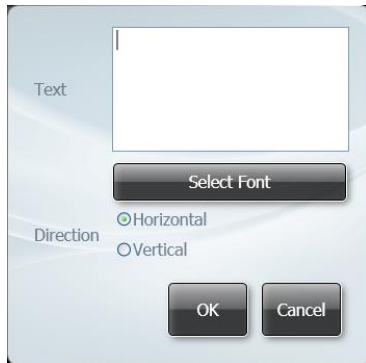 Text
Select Font
Direction
Horizontal
Vertical
OK
Cancel